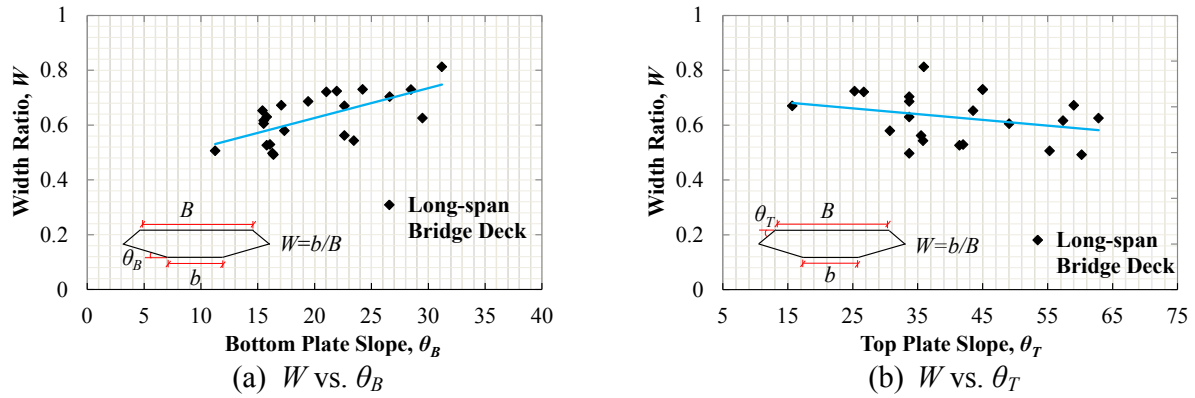 1
0.8
0.6
0.4
0.2
0
Width Ratio, W
B
θB
b
W=b/B
Long-span
Bridge Deck
0 5 10 15 20 25 30 35 40
Bottom Plate Slope, θB
(a) W vs. θB
1
0.8
0.6
0.4
0.2
0
Width Ratio, W
θT
B
b
W=b/B
Long-span
Bridge Deck
5 15 25 35 45 55 65 75
Top Plate Slope, θT
(b) W vs. θT